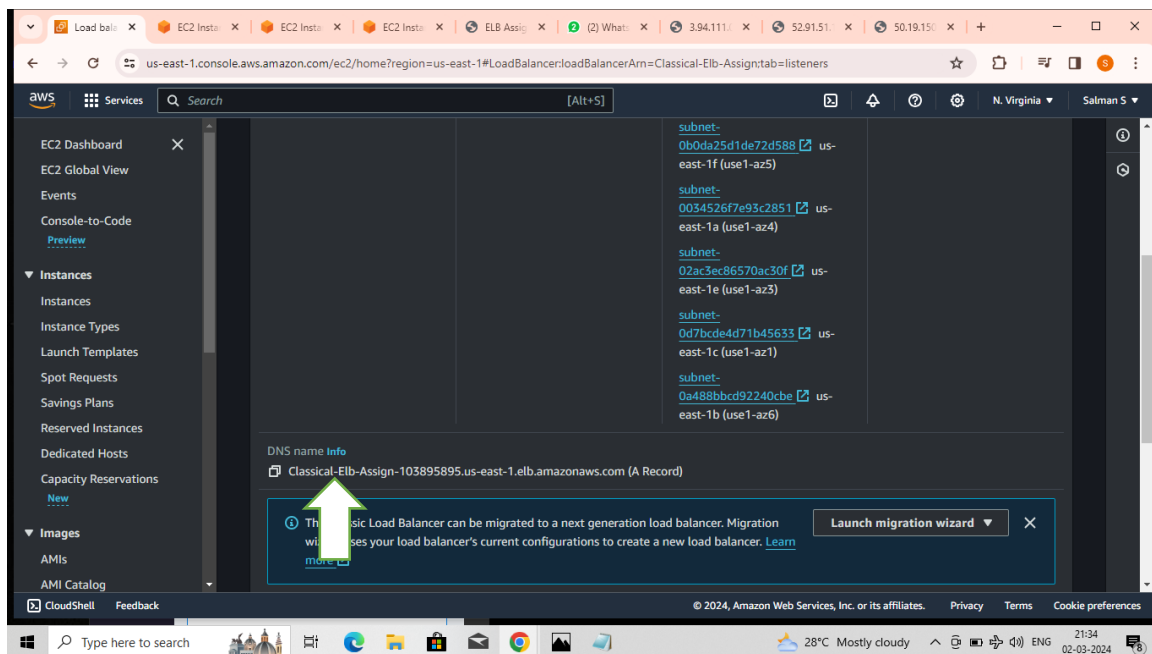 Load bala
EC2 Insta
EC2 Insta
EC2 Insta
ELB Assig
(2) Whats
3.94.111.
52.91.51.
50.19.150
us-east-1.console.aws.amazon.com/ec2/home?region=us-east-1#LoadBalancer:loadBalancerArn=Classical-Elb-Assign;tab=listeners
S
aws
Services
Search
[Alt+S]
N. Virginia ▼
Salman S ▼
EC2 Dashboard
EC2 Global View
Events
Console-to-Code
Preview
Instances
Instances
Instance Types
Launch Templates
Spot Requests
Savings Plans
Reserved Instances
Dedicated Hosts
Capacity Reservations
New
Images
AMIs
AMI Catalog
subnet-
0b0da25d1de72d588 us-
east-1f (use1-az5)
subnet-
0034526f7e93c2851 us-
east-1a (use1-az4)
subnet-
02ac3ec86570ac30f us-
east-1e (use1-az3)
subnet-
0d7bcde4d71b45633 us-
east-1c (use1-az1)
subnet-
0a488bbcd92240cbe us-
east-1b (use1-az6)
DNS name Info
Classical-Elb-Assign-103895895.us-east-1.elb.amazonaws.com (A Record)
Load Balancer can be migrated to a next generation load balancer. Migration
your load balancer's current configurations to create a new load balancer. Learn
more
Launch migration wizard ▼
CloudShell
Feedback
© 2024, Amazon Web Services, Inc. or its affiliates.
Privacy
Terms
Cookie preferences
Type here to search
28°C Mostly cloudy
ENG
21:34
02-03-2024
8